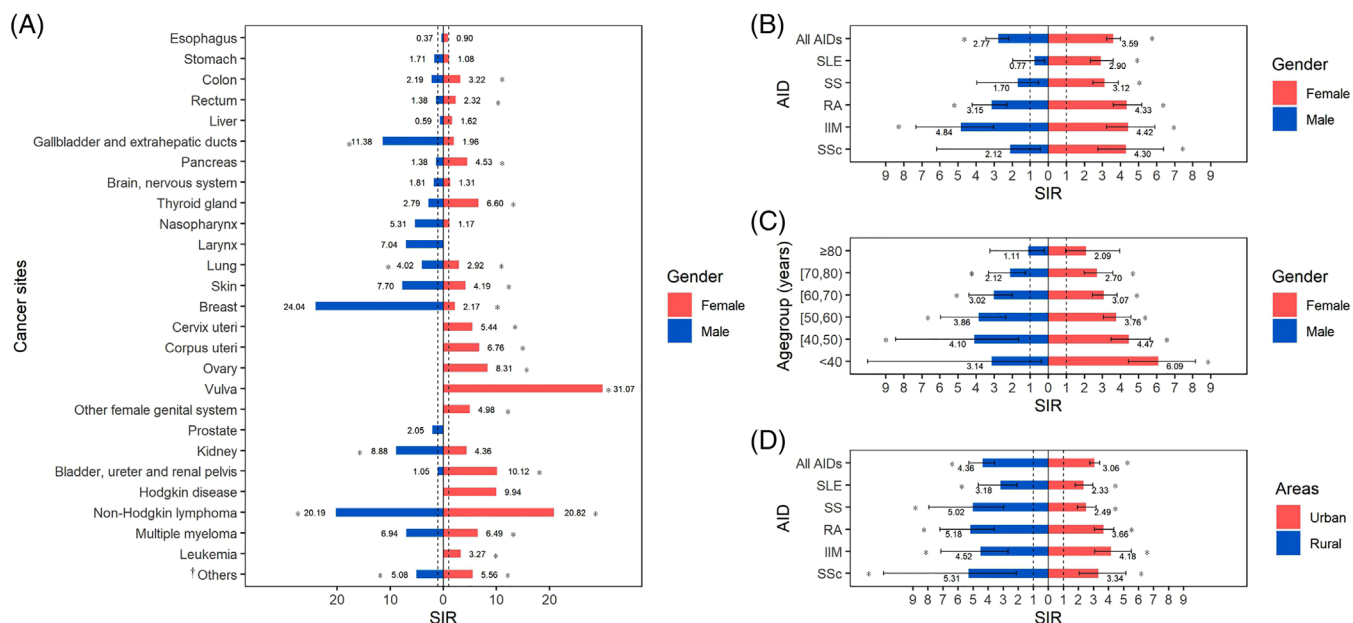 (A)
Cancer sites
Esophagus 0.37 0.90
Stomach 1.71 1.08
Colon 2.19 3.22 *
Rectum 1.38 2.32 *
Liver 0.59 1.62
Gallbladder and extrahepatic ducts *11.38 1.96
Pancreas 1.38 4.53 *
Brain, nervous system 1.81 1.31
Thyroid gland 2.79 6.60 *
Nasopharynx 5.31 1.17
Larynx 7.04
Lung * 4.02 2.92 *
Skin 7.70 4.19 *
Breast 24.04 2.17 *
Cervix uteri 5.44 *
Corpus uteri 6.76 *
Ovary 8.31 *
Vulva * 31.07
Other female genital system 4.98 *
Prostate 2.05
Kidney * 8.88 4.36
Bladder, ureter and renal pelvis 1.05 10.12 *
Hodgkin disease 9.94
Non-Hodgkin lymphoma * 20.19 20.82 *
Multiple myeloma 6.94 6.49 *
Leukemia 3.27 *
†Others * 5.08 5.56 *
20 10 0 10 20
SIR
Gender
Female
Male
(B)
AID
All AIDs * 2.77 3.59 *
SLE 0.77 2.90 *
SS 1.70 3.12 *
RA * 3.15 4.33 *
IIM * 4.84 4.42 *
SSc 2.12 4.30 *
9 8 7 6 5 4 3 2 1 0 1 2 3 4 5 6 7 8 9
SIR
Gender
Female
Male
(C)
Agegroup (years)
≥80 1.11 2.09
[70,80) * 2.12 2.70 *
[60,70) * 3.02 3.07 *
[50,60) * 3.86 3.76 *
[40,50) * 4.10 4.47 *
<40 3.14 6.09 *
9 8 7 6 5 4 3 2 1 0 1 2 3 4 5 6 7 8 9
SIR
Gender
Female
Male
(D)
AID
All AIDs * 4.36 3.06 *
SLE * 3.18 2.33 *
SS * 5.02 2.49 *
RA * 5.18 3.66 *
IIM * 4.52 4.18 *
SSc * 5.31 3.34 *
9 8 7 6 5 4 3 2 1 0 1 2 3 4 5 6 7 8 9
SIR
Areas
Urban
Rural